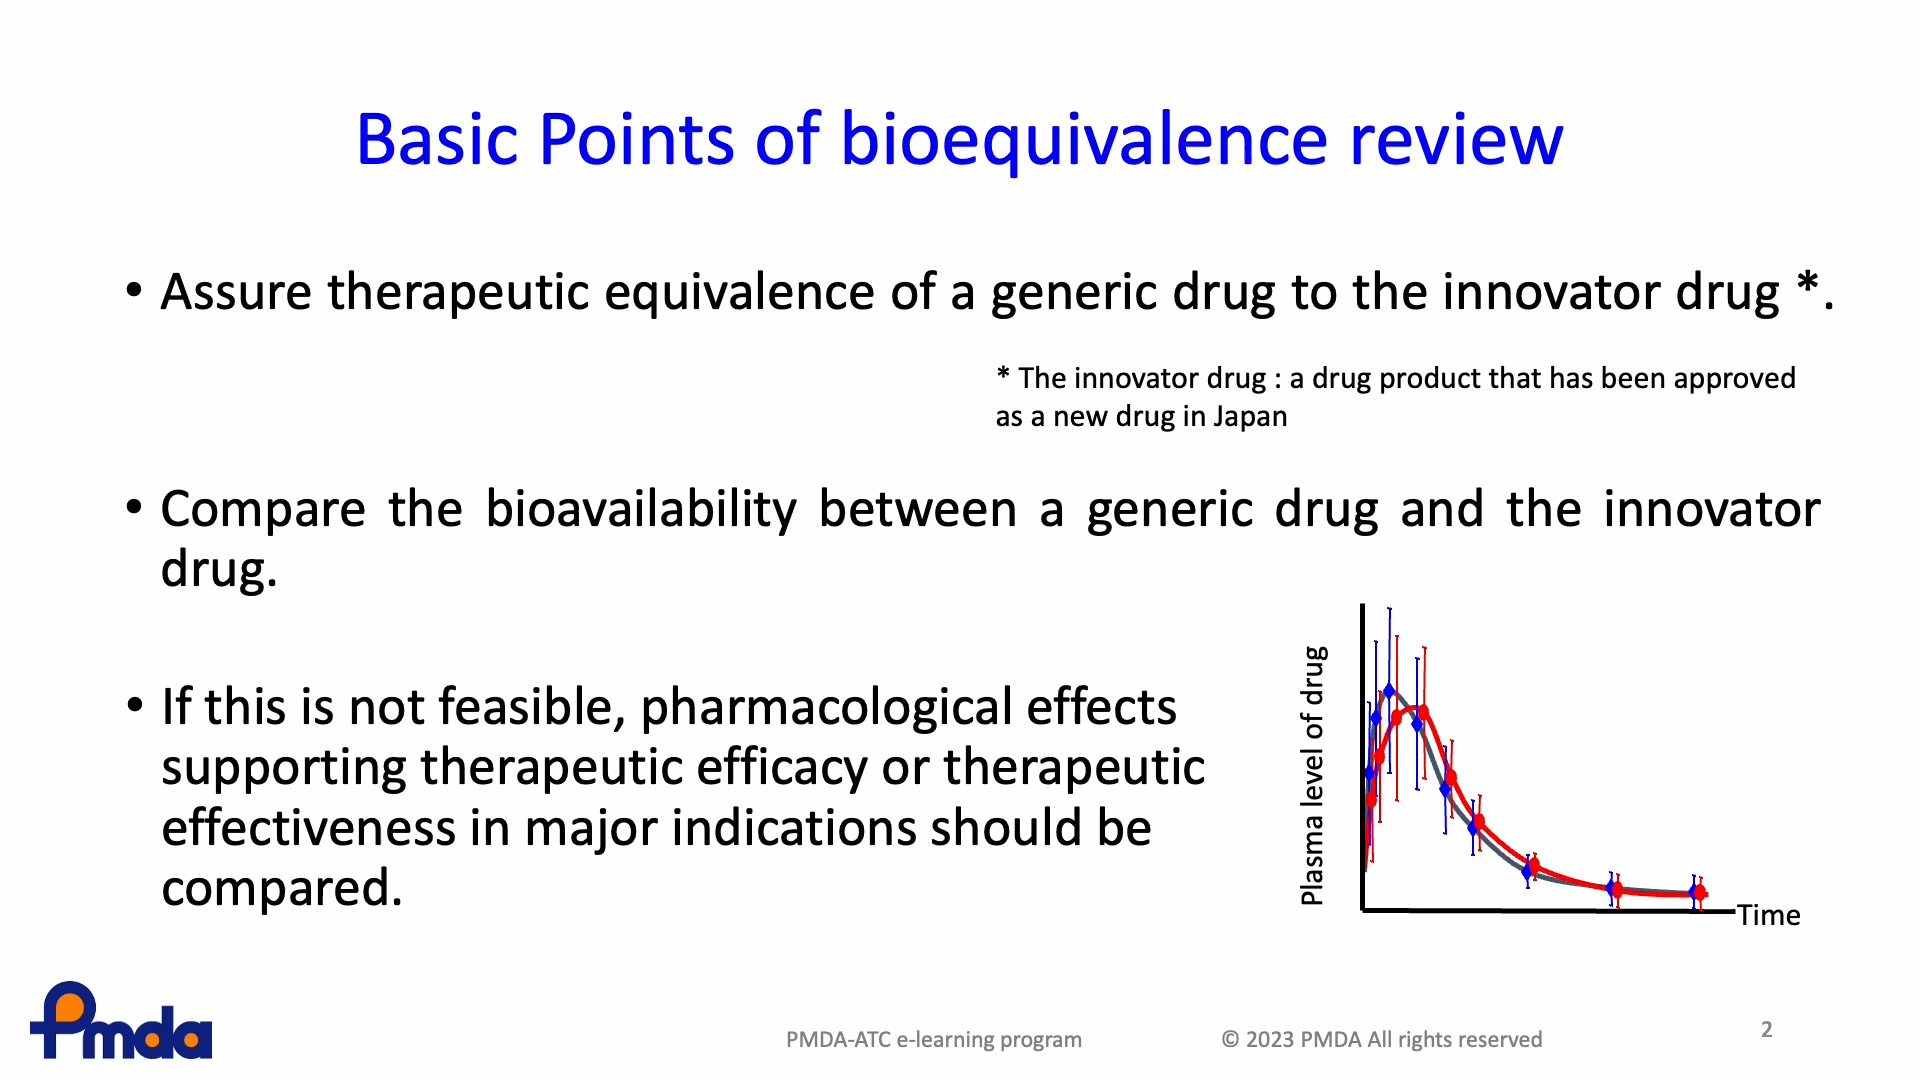 Basic Points of bioequivalence review
• Assure therapeutic equivalence of a generic drug to the innovator drug *.
* The innovator drug : a drug product that has been approved
as a new drug in Japan
• Compare the bioavailability between a generic drug and the innovator
drug.
• If this is not feasible, pharmacological effects
supporting therapeutic efficacy or therapeutic
effectiveness in major indications should be
compared.
Plasma level of drug
Time
Pmda
PMDA-ATC e-learning program
© 2023 PMDA All rights reserved
2